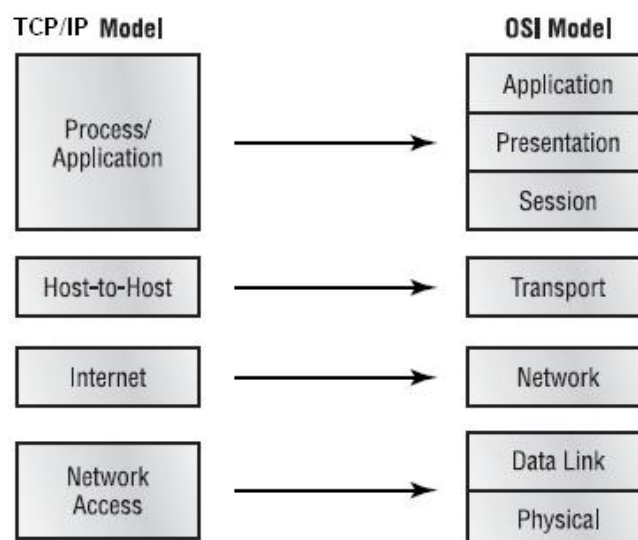 TCP/IP Model
OSI Model
Process/
Application
Application
Presentation
Session
Host-to-Host
Transport
Internet
Network
Network
Access
Data Link
Physical